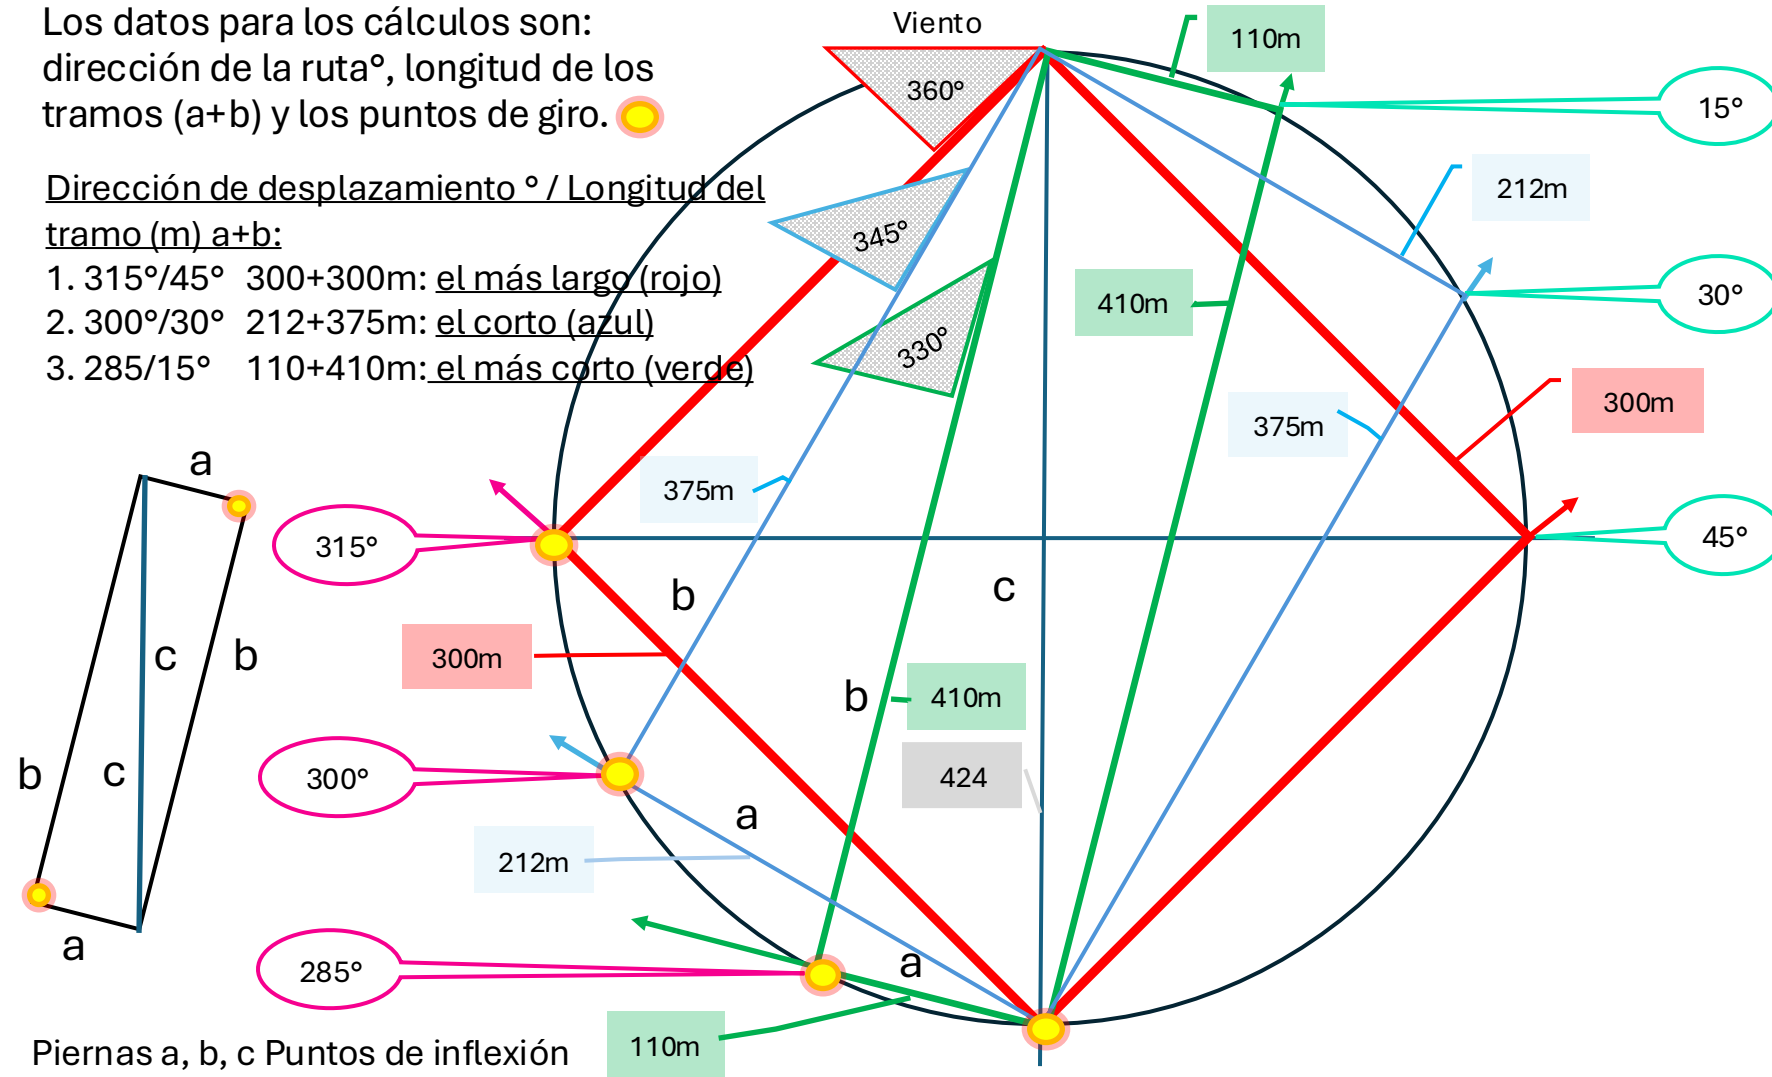 Los datos para los cálculos son:
dirección de la ruta°, longitud de los
tramos (a+b) y los puntos de giro.
Dirección de desplazamiento ° / Longitud del
tramo (m) a+b:
1. 315°/45° 300+300m: el más largo (rojo)
2. 300°/30° 212+375m: el corto (azul)
3. 285/15° 110+410m: el más corto (verde)
Viento
360°
345°
330°
110m
15°
212m
30°
410m
300m
375m
45°
375m
315°
300m
b
c
b
410m
424
300°
a
212m
285°
a
110m
a
c
b
b
c
a
Piernas a, b, c Puntos de inflexión